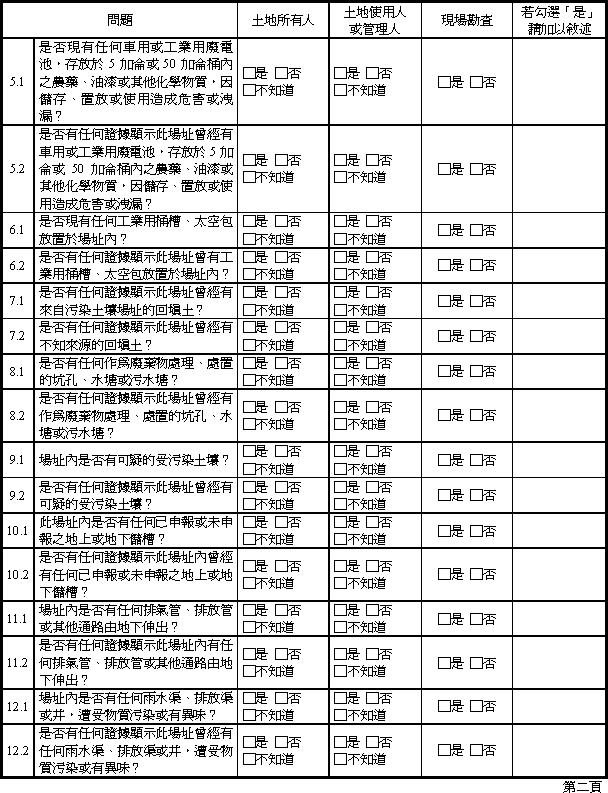 問題 土地所有人 土地使用人或管理人 現場勘查 若勾選「是」請加以敘述
5.1 是否現有任何車用或工業用廢電 □是 □否 □是 □否 □是 □否
池，存放於 5 加侖或 50 加侖桶內 □不知道 □不知道
之農藥、油漆或其他化學物質，因
儲存、置放或使用造成危害或洩
漏？
5.2 是否有任何證據顯示此場址曾經有 □是 □否 □是 □否 □是 □否
車用或工業用廢電池，存放於 5 加 □不知道 □不知道
侖或 50 加侖桶內之農藥、油漆或
其他化學物質，因儲存、置放或使
用造成危害或洩漏？
6.1 是否現有任何工業用桶槽、太空包 □是 □否 □是 □否 □是 □否
放置於場址內？ □不知道 □不知道
6.2 是否有任何證據顯示此場址曾有工 □是 □否 □是 □否 □是 □否
業用桶槽、太空包放置於場址內？ □不知道 □不知道
7.1 是否有任何證據顯示此場址曾經有 □是 □否 □是 □否 □是 □否
來自污染土壤場址的回填土？ □不知道 □不知道
7.2 是否有任何證據顯示此場址曾經有 □是 □否 □是 □否 □是 □否
不知來源的回填土？ □不知道 □不知道
8.1 是否有任何作為廢棄物處理、處置 □是 □否 □是 □否 □是 □否
的坑孔、水塘或污水塘？ □不知道 □不知道
8.2 是否有任何證據顯示此場址曾經有 □是 □否 □是 □否 □是 □否
作為廢棄物處理、處置的坑孔、水 □不知道 □不知道
塘或污水塘？
9.1 場址內是否有可疑的受污染土壤？ □是 □否 □是 □否 □是 □否
□不知道 □不知道
9.2 是否有任何證據顯示此場址曾經有 □是 □否 □是 □否 □是 □否
可疑的受污染土壤？ □不知道 □不知道
10.1 此場址內是否有任何已申報或未申 □是 □否 □是 □否 □是 □否
報之地上或地下儲槽？ □不知道 □不知道
10.2 是否有任何證據顯示此場址內曾經 □是 □否 □是 □否 □是 □否
有任何已申報或未申報之地上或地 □不知道 □不知道
下儲槽？
11.1 場址內是否有任何排氣管、排放管 □是 □否 □是 □否 □是 □否
或其他通路由地下伸出？ □不知道 □不知道
11.2 是否有任何證據顯示此場址內有任 □是 □否 □是 □否 □是 □否
何排氣管、排放管或其他通路由地 □不知道 □不知道
下伸出？
12.1 場址內是否有任何雨水渠、排放渠 □是 □否 □是 □否 □是 □否
或井，遭受物質污染或有異味？ □不知道 □不知道
12.2 是否有任何證據顯示此場址曾經有 □是 □否 □是 □否 □是 □否
任何雨水渠、排放渠或井，遭受物 □不知道 □不知道
質污染或有異味？
第二頁